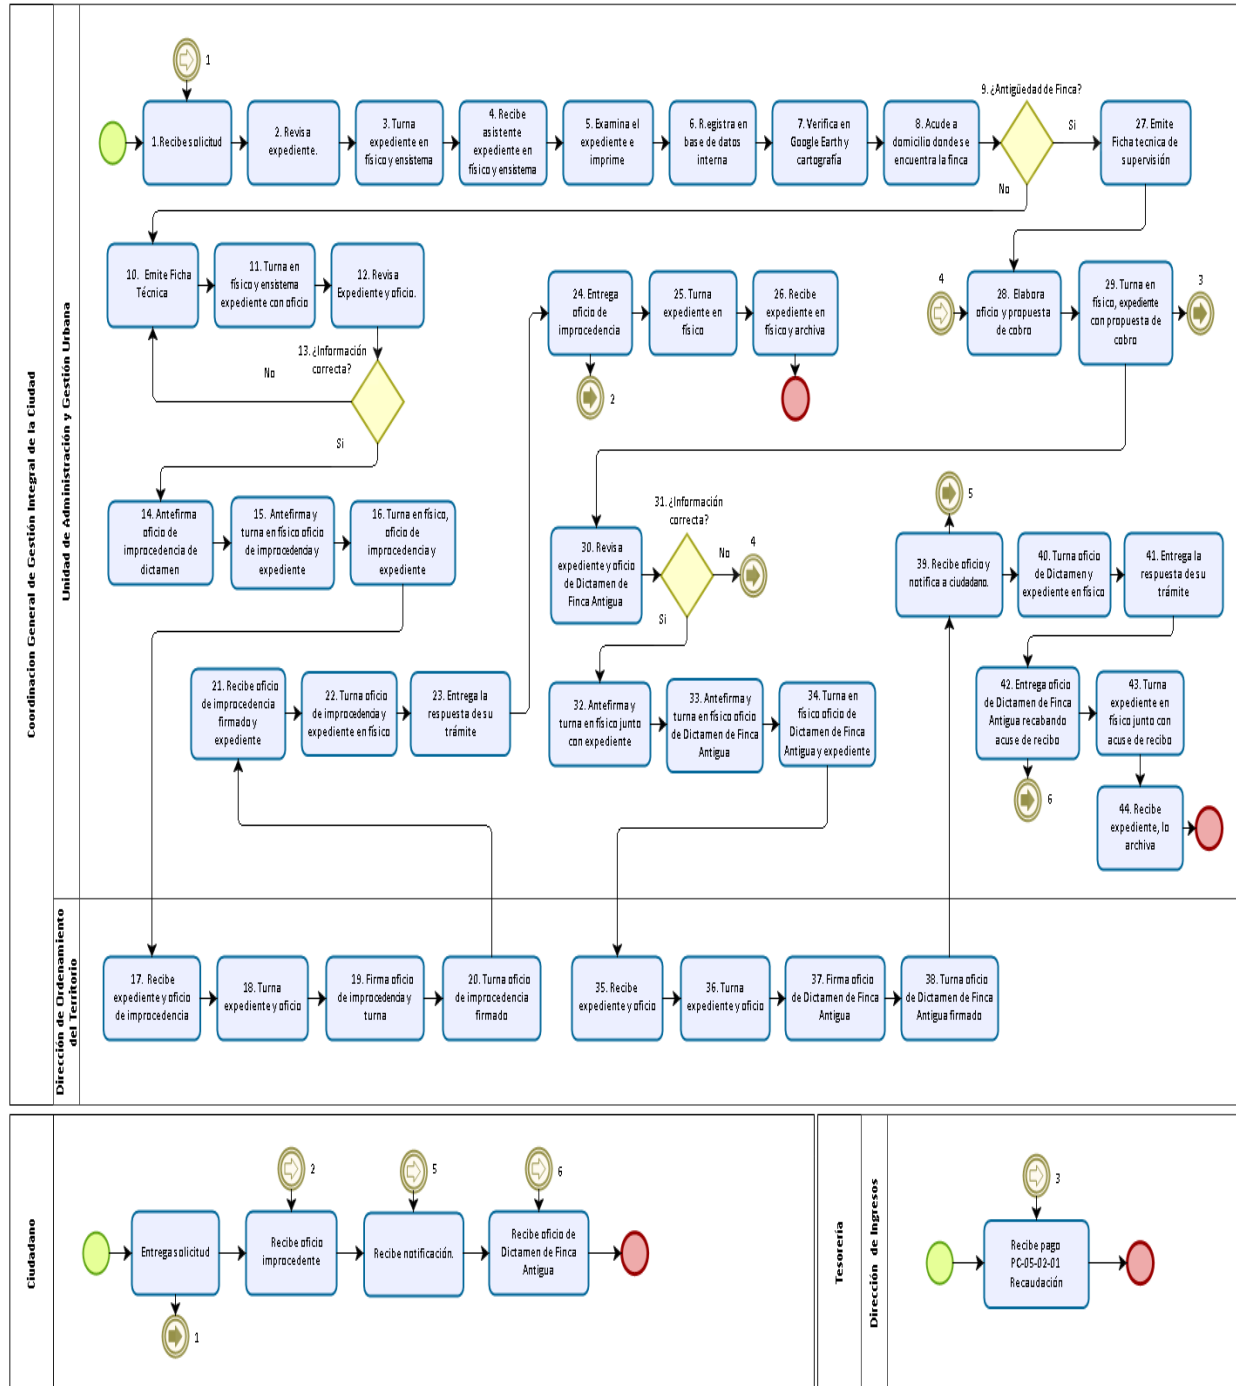 Coordinacion General de Gestión Integral de la Ciudad
Unidad de Administración y Gestión Urbana
1
1.Recibe solicitud
2. Revisa
expediente.
3. Turna
expediente en
físico y en sistema
4. Recibe
asistente
expediente en
físico y en sistema
5. Examina el
expediente e
imprime
6. Registra en
base de datos
interna
7. Verifica en
Google Earth y
cartografía
8. Acude a
domicilio donde se
encuentra la finca
9. ¿Antigüedad de Finca?
Si
No
27. Emite
Ficha tecnica de
supervisión
10. Emite Ficha
Técnica
11. Turna en
físico y en sistema
expediente con oficio
12. Revisa
Expediente y oficio.
13. ¿Información
correcta?
No
Si
24. Entrega
oficio de
improcedencia
25. Turna
expediente en
físico
26. Recibe
expediente en
físico y archiva
2
4
28. Elabora
oficio y propuesta
de cobro
29. Turna en
físico, expediente
con propuesta de
cobro
3
14. Antefirma
oficio de
improcedencia de
dictamen
15. Antefirma y
turna en físico oficio
de improcedencia y
expediente
16. Turna en físico,
oficio de
improcedencia y
expediente
30. Revisa
expediente y oficio
de Dictamen de
Finca Antigua
31. ¿Información
correcta?
No
4
Si
5
39. Recibe oficio y
notifica a ciudadano.
40. Turna oficio
de Dictamen y
expediente en físico
41. Entrega la
respuesta de su
trámite
21. Recibe oficio
de improcedencia
firmado y
expediente
22. Turna oficio
de improcedencia y
expediente en físico
23. Entrega la
respuesta de su
trámite
32. Antefirma y
turna en físico junto
con expediente
33. Antefirma y
turna en físico oficio
de Dictamen de Finca
Antigua
34. Turna en
físico oficio de
Dictamen de Finca
Antigua y expediente
42. Entrega oficio
de Dictamen de Finca
Antigua recabando
acuse de recibo
43. Turna
expediente en
físico junto con
acuse de recibo
6
44. Recibe
expediente, lo
archiva
Dirección de Ordenamiento
del Territorio
17. Recibe
expediente y oficio
de improcedencia
18. Turna
expediente y oficio
19. Firma oficio
de improcedencia y
turna
20. Turna oficio
de improcedencia
firmado
35. Recibe
expediente y oficio
36. Turna
expediente y oficio
37. Firma oficio
de Dictamen de Finca
Antigua
38. Turna oficio
de Dictamen de Finca
Antigua firmado
Ciudadano
Entrega solicitud
1
2
Recibe oficio
improcedente
5
Recibe notificación.
6
Recibe oficio de
Dictamen de Finca
Antigua
Tesorería
Dirección de Ingresos
3
Recibe pago
PC-05-02-01
Recaudación